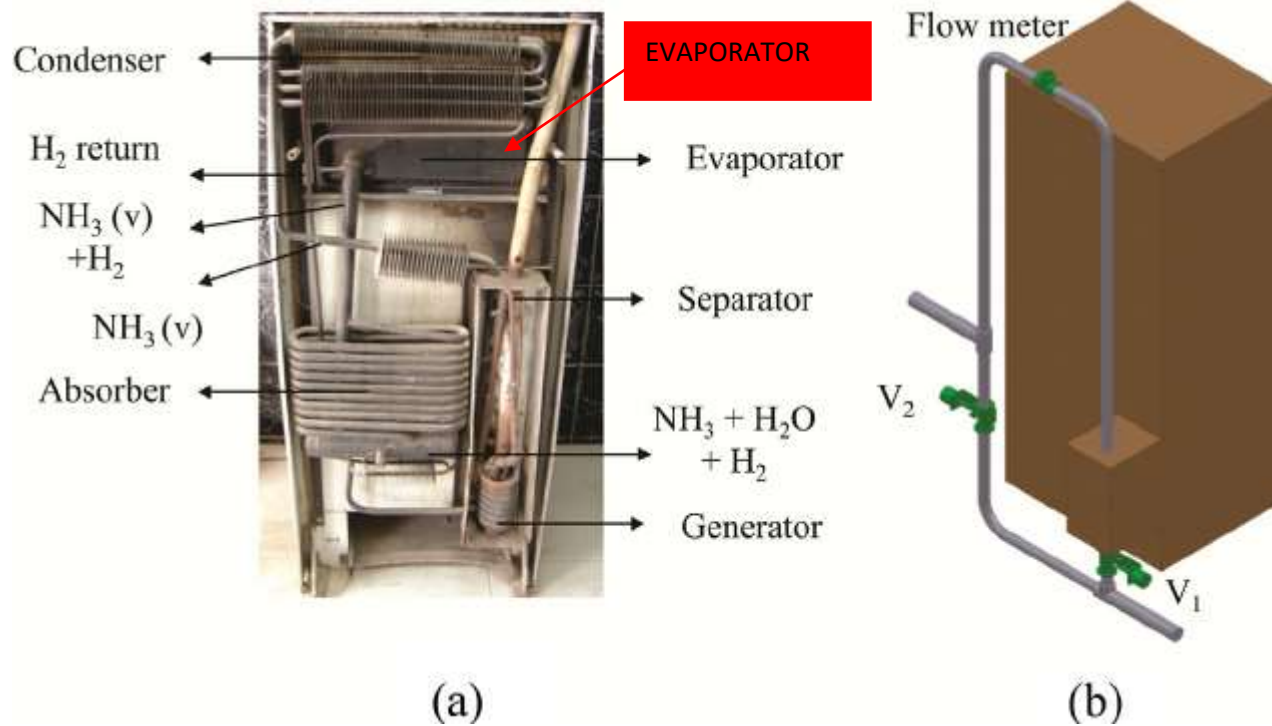 Condenser
H₂ return
NH₃ (v)
+H₂
NH₃ (v)
Absorber
EVAPORATOR
Evaporator
Separator
NH₃ + H₂O
+ H₂
Generator
(a)
Flow meter
V₂
V₁
(b)